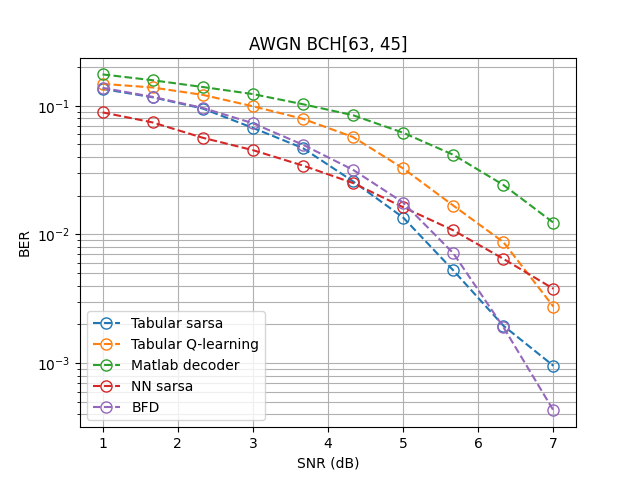 AWGN BCH[63, 45]
BER
10⁻¹
10⁻²
10⁻³
Tabular sarsa
Tabular Q-learning
Matlab decoder
NN sarsa
BFD
1 2 3 4 5 6 7
SNR (dB)